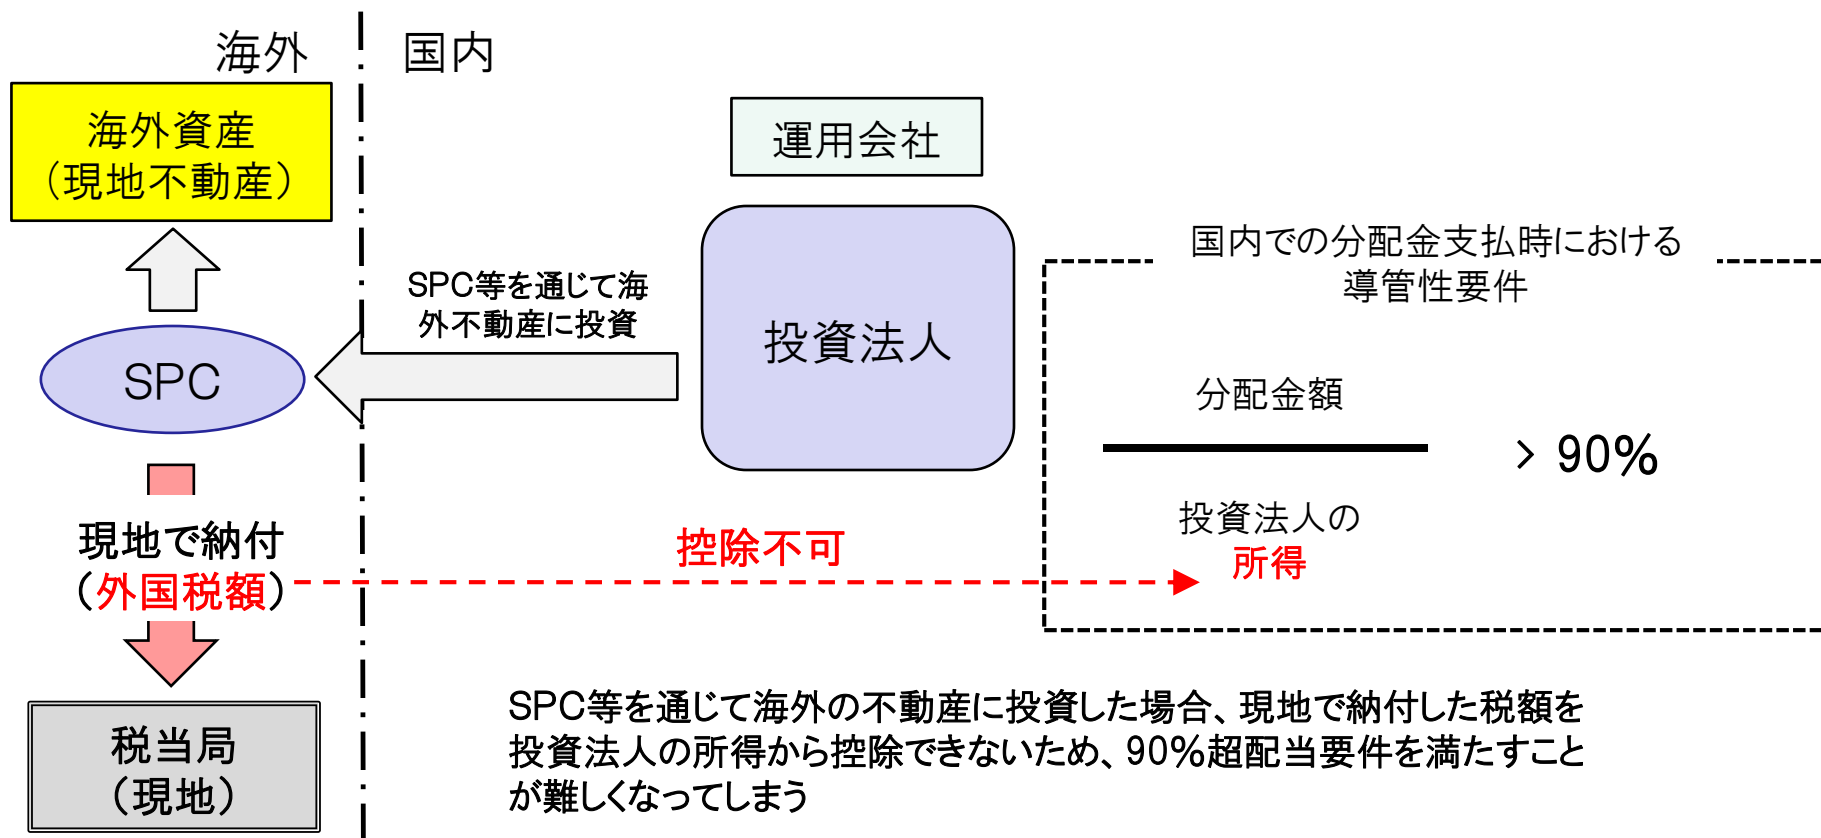 海外
国内
海外資産
（現地不動産）
運用会社
SPC等を通じて海
外不動産に投資
SPC
投資法人
国内での分配金支払時における
導管性要件
分配金額
> 90%
投資法人の
所得
現地で納付
（外国税額）
控除不可
税当局
（現地）
SPC等を通じて海外の不動産に投資した場合、現地で納付した税額を
投資法人の所得から控除できないため、90%超配当要件を満たすこと
が難しくなってしまう